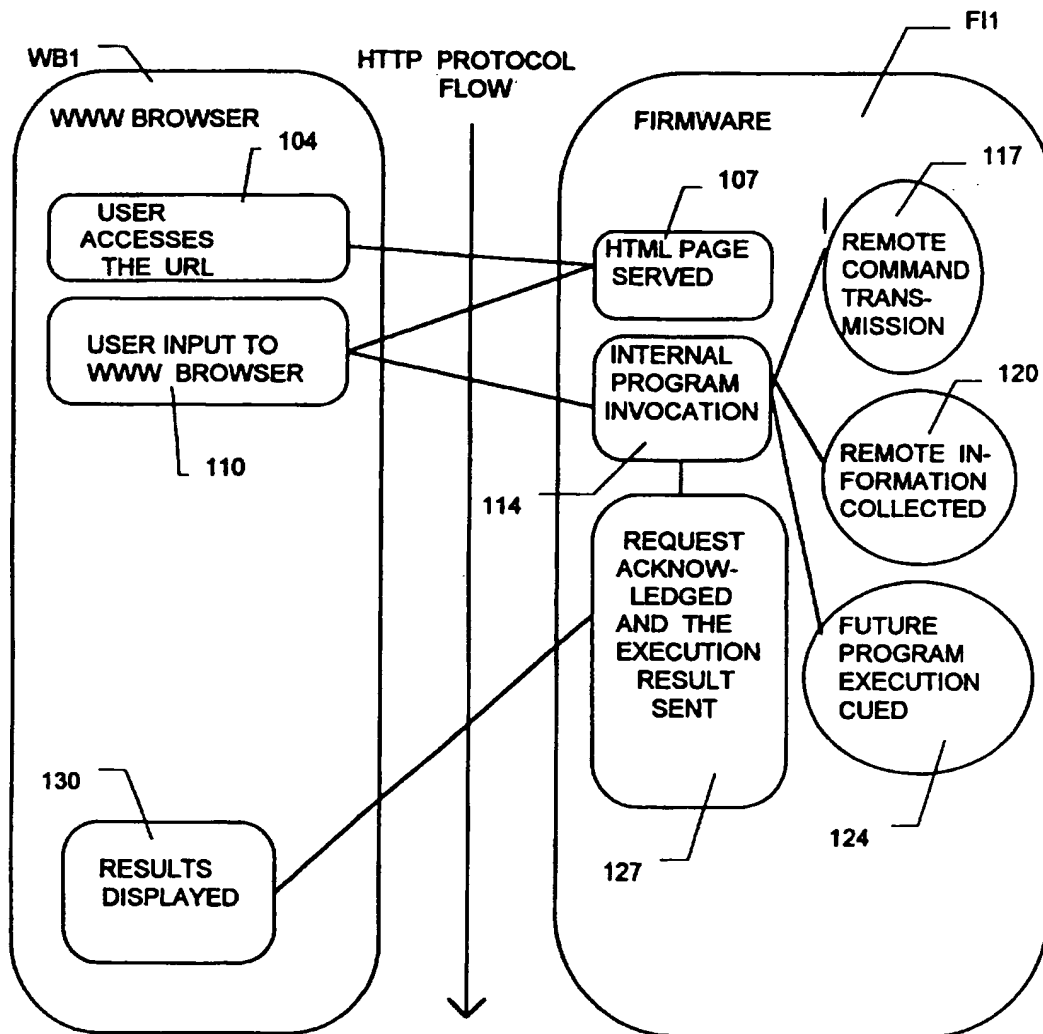 WB1
WWW BROWSER
104
USER
ACCESSES
THE URL
USER INPUT TO
WWW BROWSER
110
130
RESULTS
DISPLAYED
HTTP PROTOCOL
FLOW
FI1
FIRMWARE
107
HTML PAGE
SERVED
INTERNAL
PROGRAM
INVOCATION
114
REQUEST
ACKNOW-
LEDGED
AND THE
EXECUTION
RESULT
SENT
127
117
REMOTE
COMMAND
TRANS-
MISSION
120
REMOTE IN-
FORMATION
COLLECTED
FUTURE
PROGRAM
EXECUTION
CUED
124